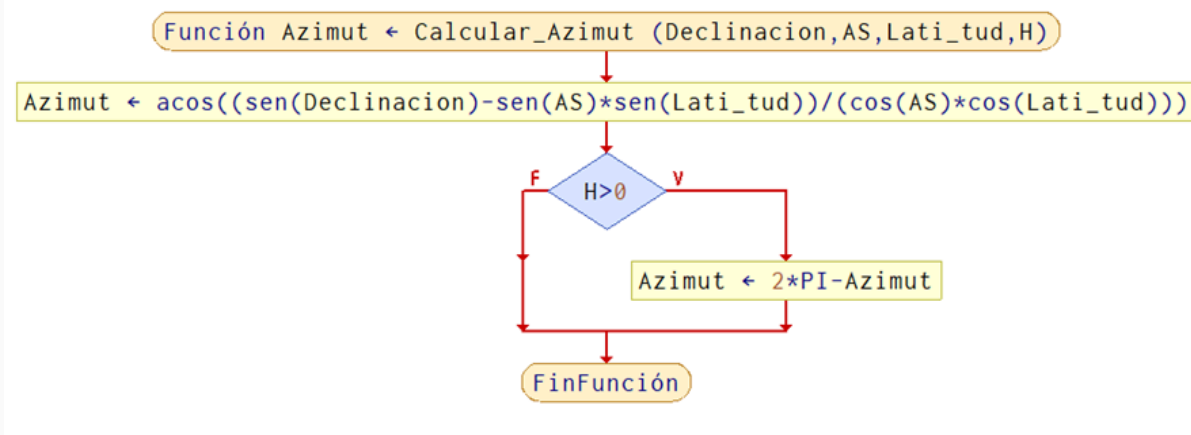 Función Azimut ← Calcular_Azimut (Declinacion,AS,Lati_tud,H)
Azimut ← acos((sen(Declinacion)-sen(AS)*sen(Lati_tud))/(cos(AS)*cos(Lati_tud)))
F
H>0
V
Azimut ← 2*PI-Azimut
FinFunción